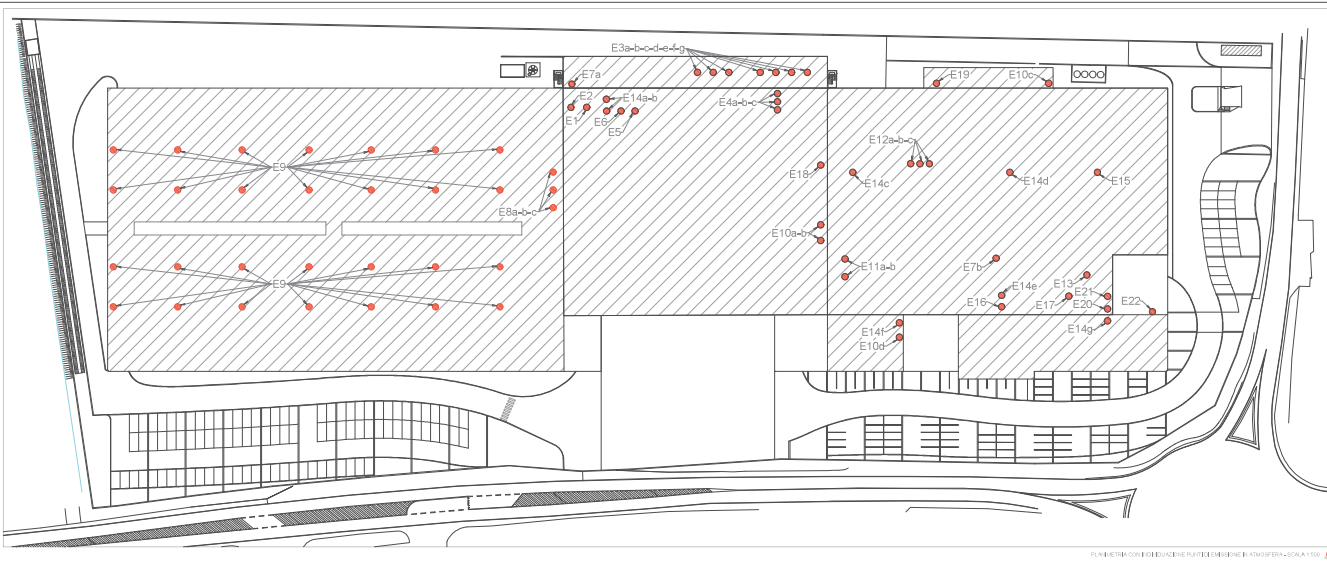 E3a-b-c-d-e-f-g
E7a
E19
E10c
E2
E14a-b
E4a-b-c
E1
E6
E5
E12a-b-c
E9
E18
E14c
E14d
E15
E8a-b-c
E10a-b
E11a-b
E7b
E9
E13
E14e
E21
E17
E16
E20
E22
E14f
E14g
E10d
PLANIMETRIA CON INDIVIDUAZIONE PUNTI DI EMISSIONE IN ATMOSFERA - SCALA 1:500